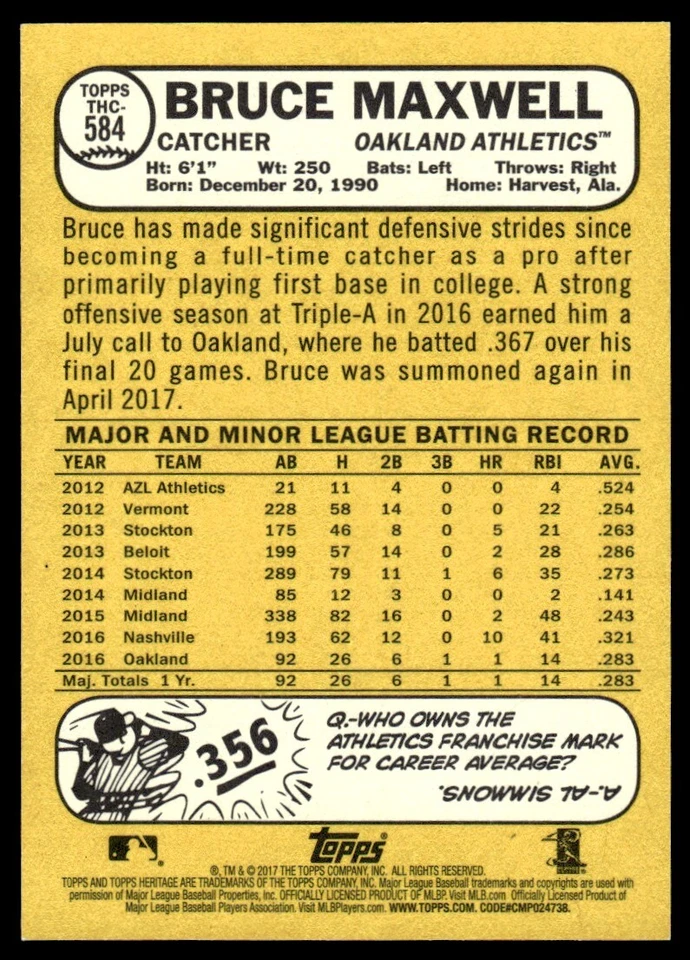 TOPPS
THC-
584
BRUCE MAXWELL
CATCHER OAKLAND ATHLETICS™
Ht: 6'1" Wt: 250 Bats: Left Throws: Right
Born: December 20, 1990 Home: Harvest, Ala.
Bruce has made significant defensive strides since
becoming a full-time catcher as a pro after
primarily playing first base in college. A strong
offensive season at Triple-A in 2016 earned him a
July call to Oakland, where he batted .367 over his
final 20 games. Bruce was summoned again in
April 2017.
MAJOR AND MINOR LEAGUE BATTING RECORD
YEAR TEAM AB H 2B 3B HR RBI AVG.
2012 AZL Athletics 21 11 4 0 0 4 .524
2012 Vermont 228 58 14 0 0 22 .254
2013 Stockton 175 46 8 0 5 21 .263
2013 Beloit 199 57 14 0 2 28 .286
2014 Stockton 289 79 11 1 6 35 .273
2014 Midland 85 12 3 0 0 2 .141
2015 Midland 338 82 16 0 2 48 .243
2016 Nashville 193 62 12 0 10 41 .321
2016 Oakland 92 26 6 1 1 14 .283
Maj. Totals 1 Yr. 92 26 6 1 1 14 .283
.356
Q.-WHO OWNS THE
ATHLETICS FRANCHISE MARK
FOR CAREER AVERAGE?
A.-AL SIMMONS.
topps
®, TM & © 2017 THE TOPPS COMPANY, INC. ALL RIGHTS RESERVED.
TOPPS AND TOPPS HERITAGE ARE TRADEMARKS OF THE TOPPS COMPANY, INC. Major League Baseball trademarks and copyrights are used with
permission of Major League Baseball Properties, Inc. OFFICIALLY LICENSED PRODUCT OF MLBP. Visit MLB.com. Officially Licensed Product of
Major League Baseball Players Association. Visit MLBPlayers.com. WWW.TOPPS.COM. CODE#CMP024738.